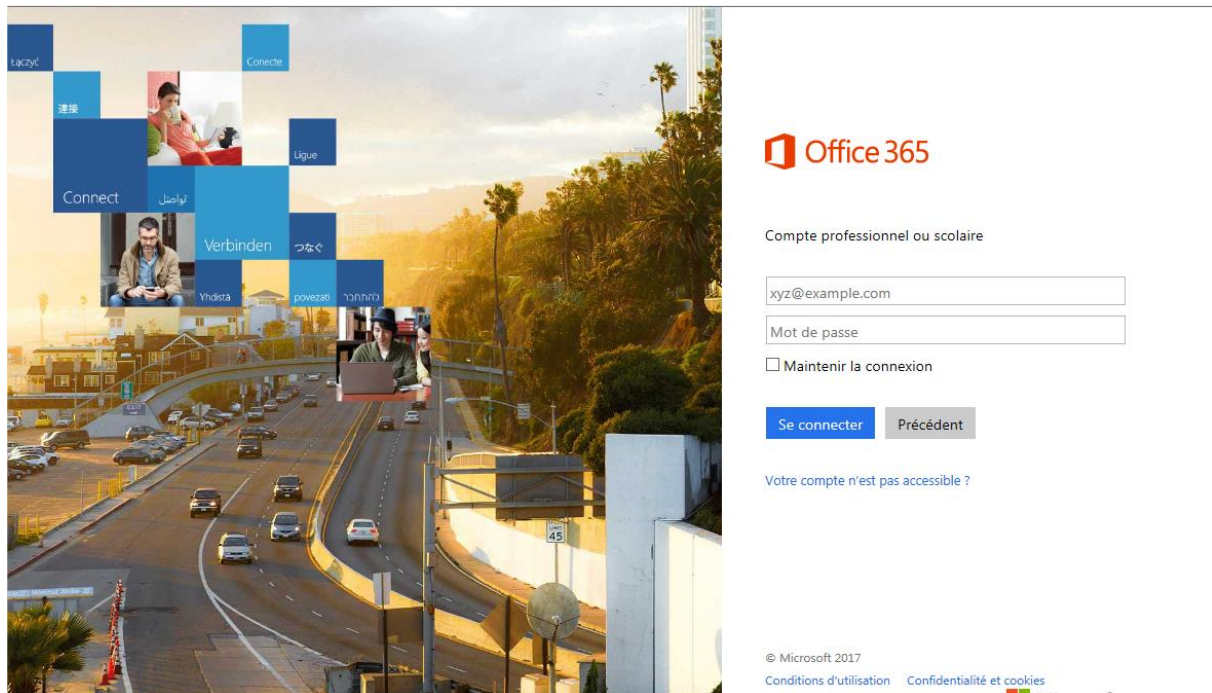 Łączyć
Conecte
連接
Ligue
Connect
تواصل
Verbinden
つなぐ
Yhdistä
povezati
להתחבר
EXIT
LIMIT
45
Office 365
Compte professionnel ou scolaire
xyz@example.com
Mot de passe
Maintenir la connexion
Se connecter
Précédent
Votre compte n'est pas accessible ?
© Microsoft 2017
Conditions d'utilisation Confidentialité et cookies